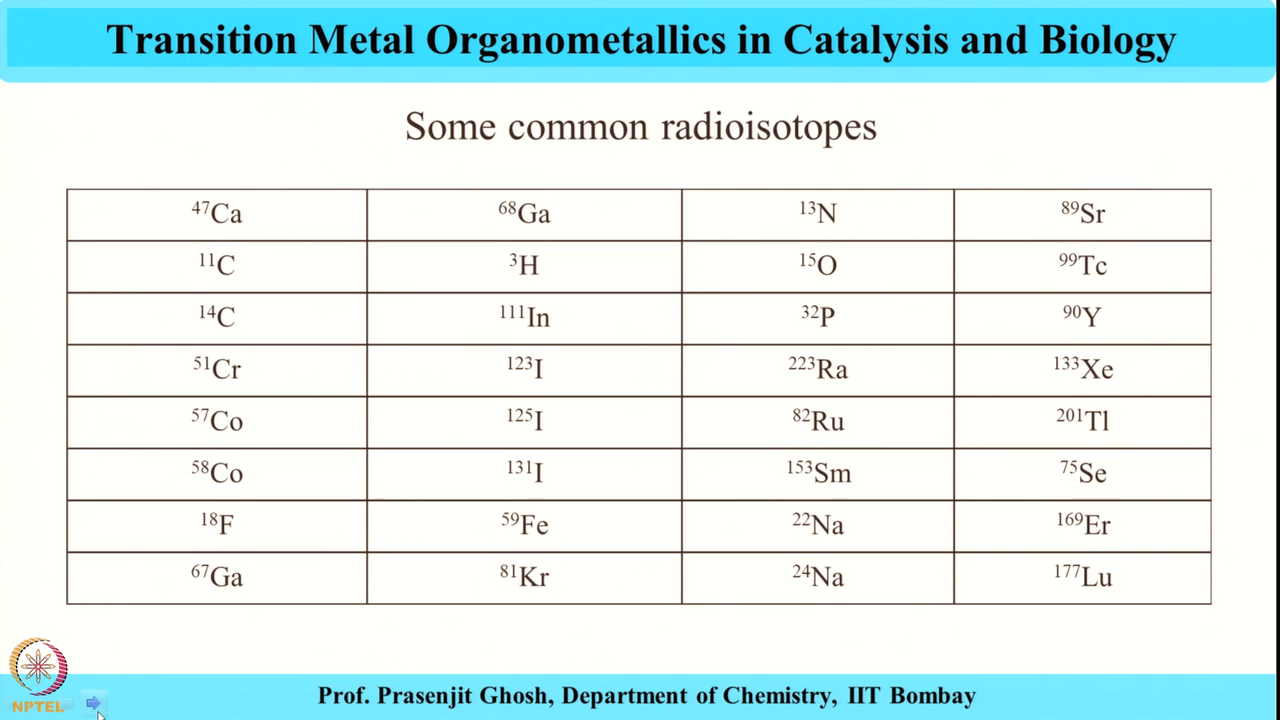 Transition Metal Organometallics in Catalysis and Biology
Some common radioisotopes
⁴⁷Ca ⁶⁸Ga ¹³N ⁸⁹Sr
¹¹C ³H ¹⁵O ⁹⁹Tc
¹⁴C ¹¹¹In ³²P ⁹⁰Y
⁵¹Cr ¹²³I ²²³Ra ¹³³Xe
⁵⁷Co ¹²⁵I ⁸²Ru ²⁰¹Tl
⁵⁸Co ¹³¹I ¹⁵³Sm ⁷⁵Se
¹⁸F ⁵⁹Fe ²²Na ¹⁶⁹Er
⁶⁷Ga ⁸¹Kr ²⁴Na ¹⁷⁷Lu
NPTEL
Prof. Prasenjit Ghosh, Department of Chemistry, IIT Bombay